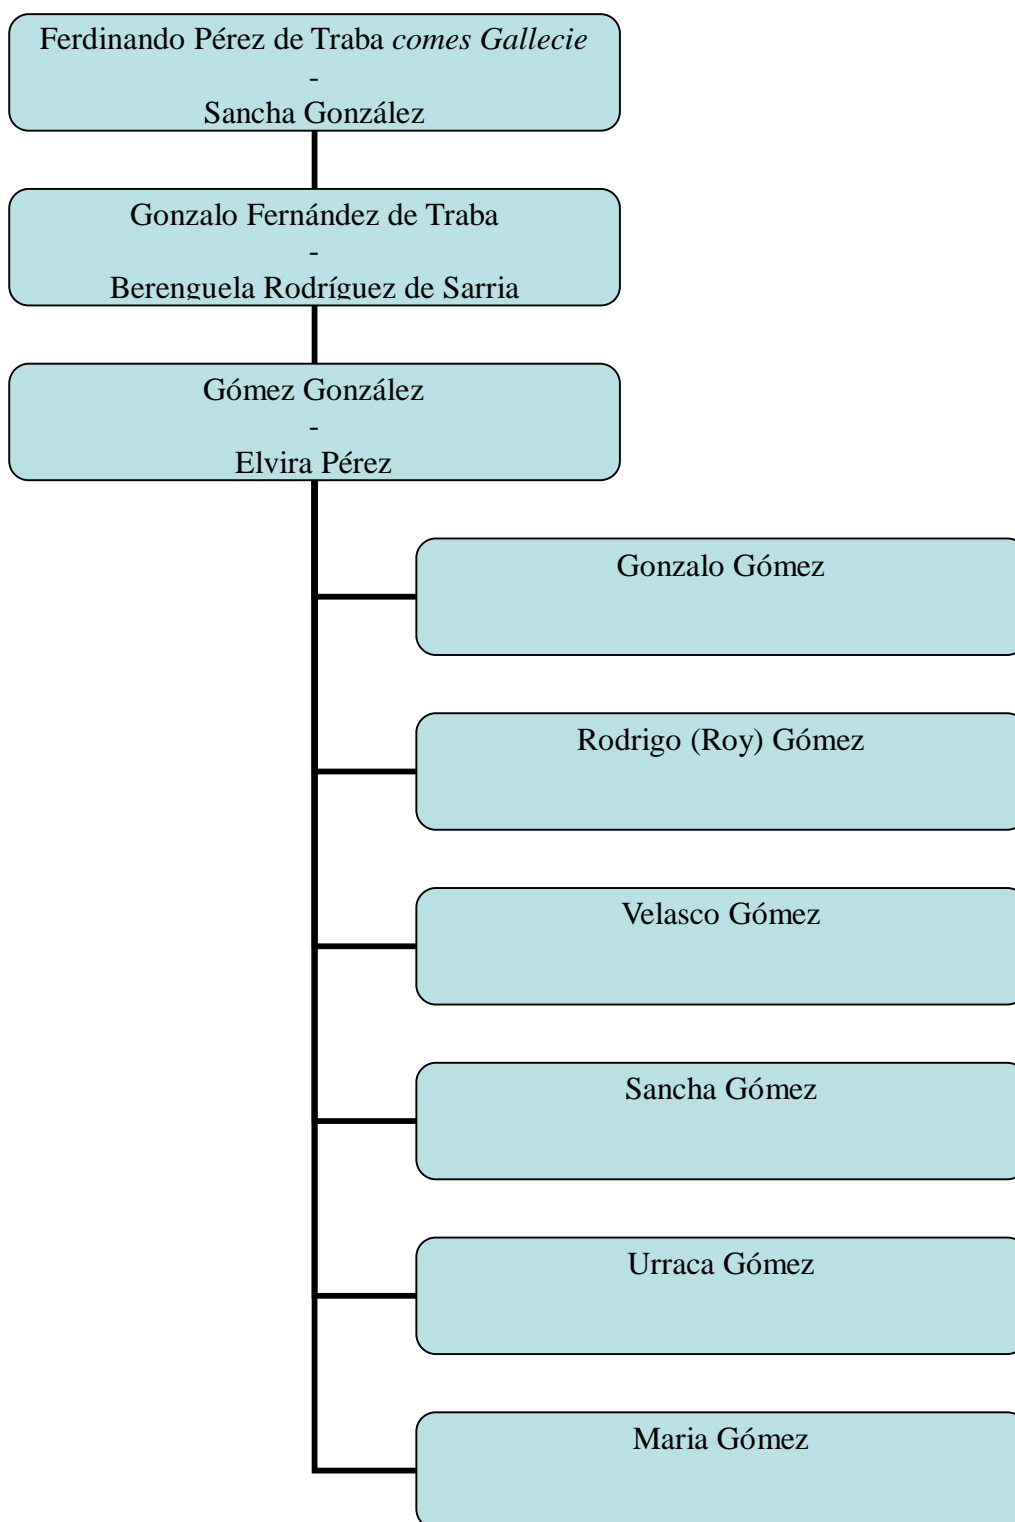 Ferdinando Pérez de Traba comes Gallecie
-
Sancha González
Gonzalo Fernández de Traba
-
Berenguela Rodríguez de Sarria
Gómez González
-
Elvira Pérez
Gonzalo Gómez
Rodrigo (Roy) Gómez
Velasco Gómez
Sancha Gómez
Urraca Gómez
Maria Gómez